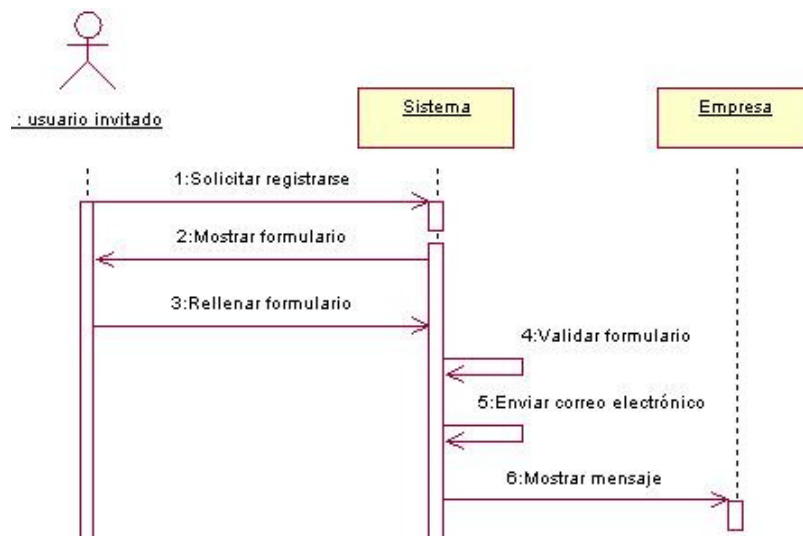 : usuario invitado
Sistema
Empresa
1:Solicitar registrarse
2:Mostrar formulario
3:Rellenar formulario
4:Validar formulario
5:Enviar correo electrónico
6:Mostrar mensaje